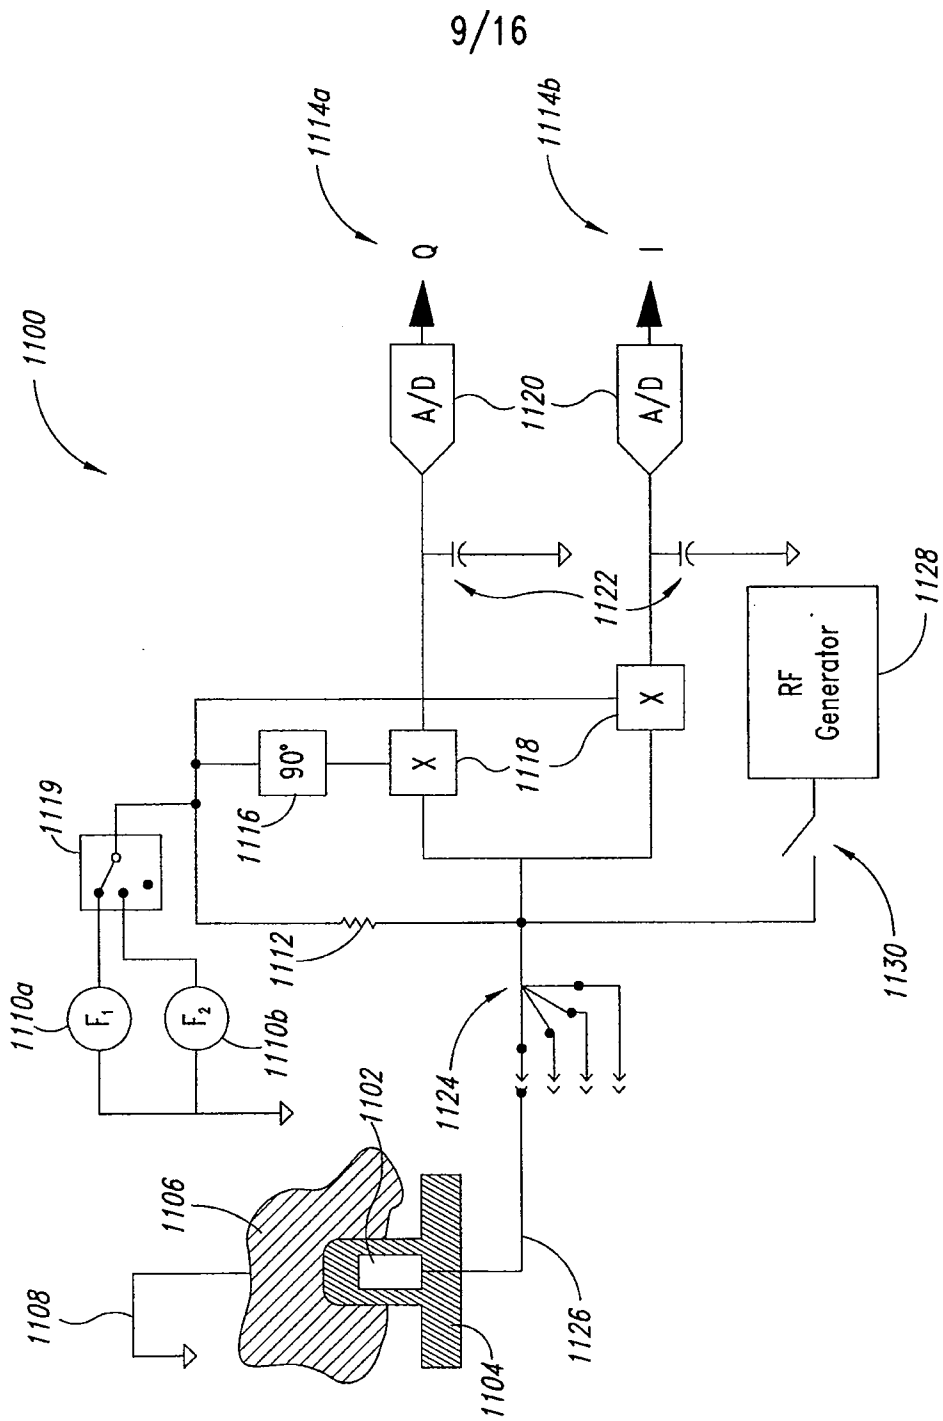 9/16
1100
1114a
1114b
Q
I
A/D
A/D
1120
1122
1119
1116
90°
X
X
1118
RF
Generator
1128
1130
1112
1110a
F₁
F₂
1110b
1124
1102
1106
1108
1104
1126